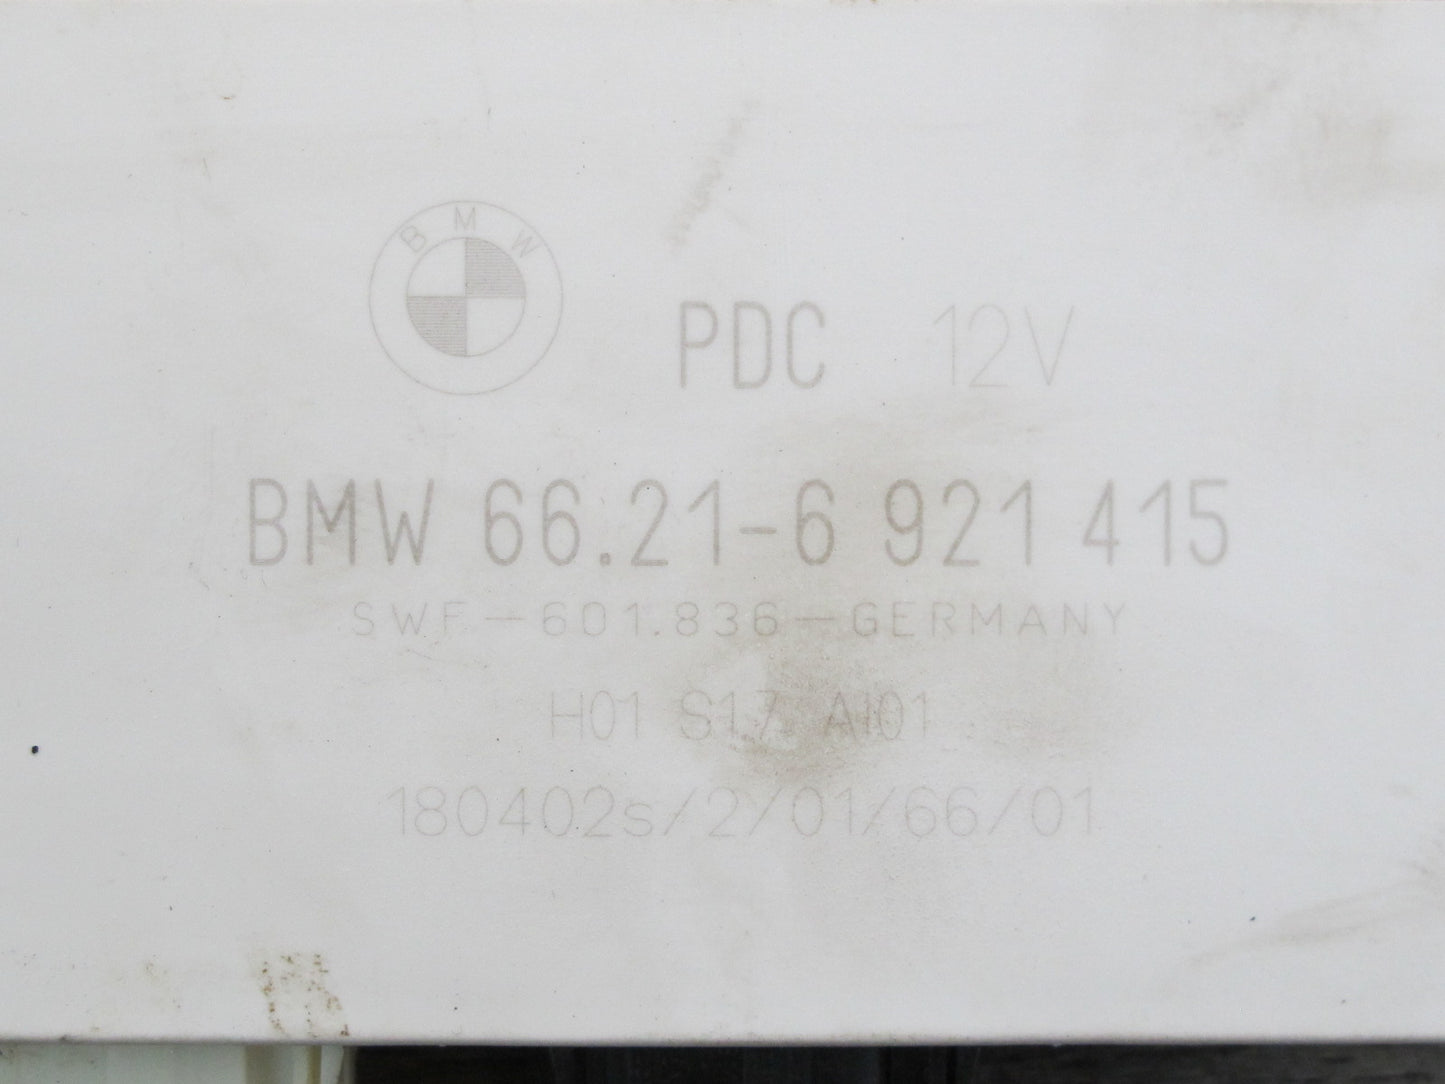 BMW
PDC 12V
BMW 66.21-6 921 415
SWF-601.836-GERMANY
H01 S17 AI01
180402s/2/01/66/01